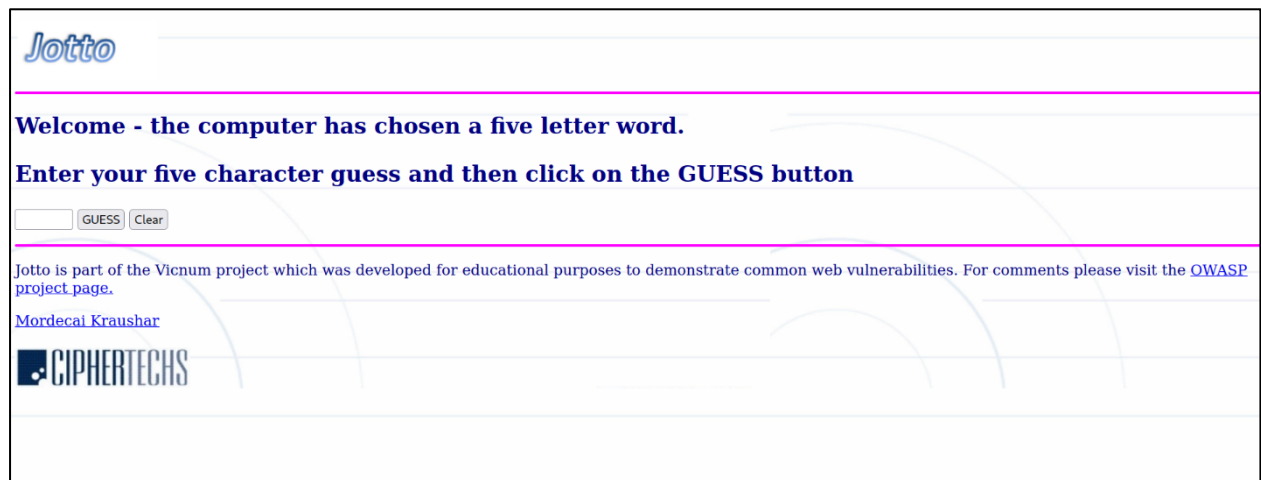 Jotto
Welcome - the computer has chosen a five letter word.
Enter your five character guess and then click on the GUESS button
GUESS Clear
Jotto is part of the Vicnum project which was developed for educational purposes to demonstrate common web vulnerabilities. For comments please visit the OWASP
project page.
Mordecai Kraushar
CIPHERTECHS